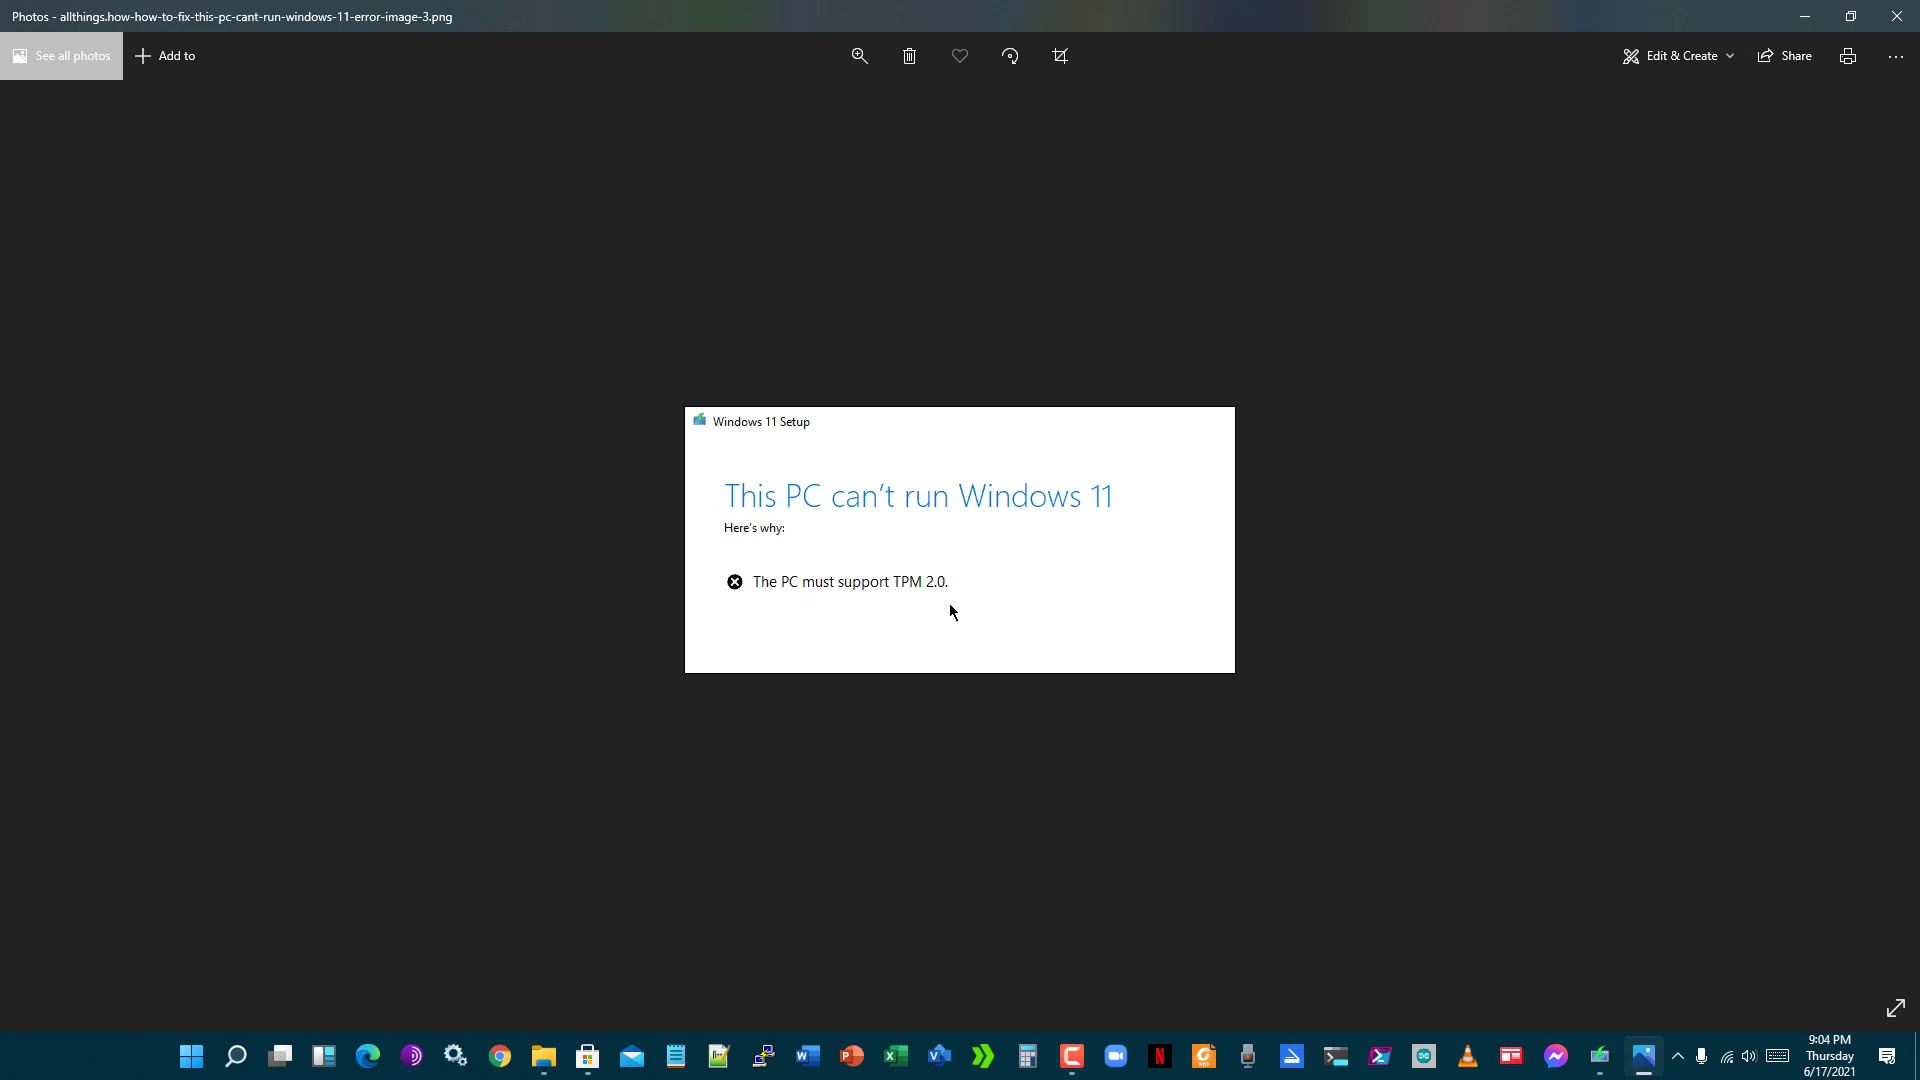 Photos - allthings.how-how-to-fix-this-pc-cant-run-windows-11-error-image-3.png
See all photos
Add to
Edit & Create
Share
Windows 11 Setup
This PC can't run Windows 11
Here's why:
The PC must support TPM 2.0.
9:04 PM
Thursday
6/17/2021